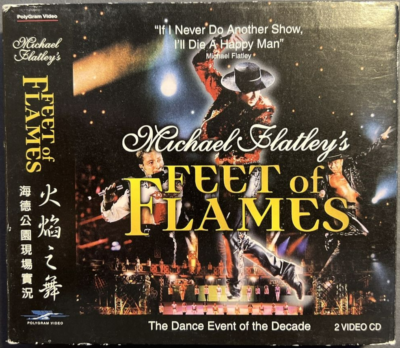 PolyGram Video
Michael
Flatley's
FEET of
FLAMES
火焰之舞
海德公園現場實況
POLYGRAM VIDEO
"If I Never Do Another Show,
I'll Die A Happy Man"
Michael Flatley
Michael Flatley's
FEET of
FLAMES
The Dance Event of the Decade
2 VIDEO CD